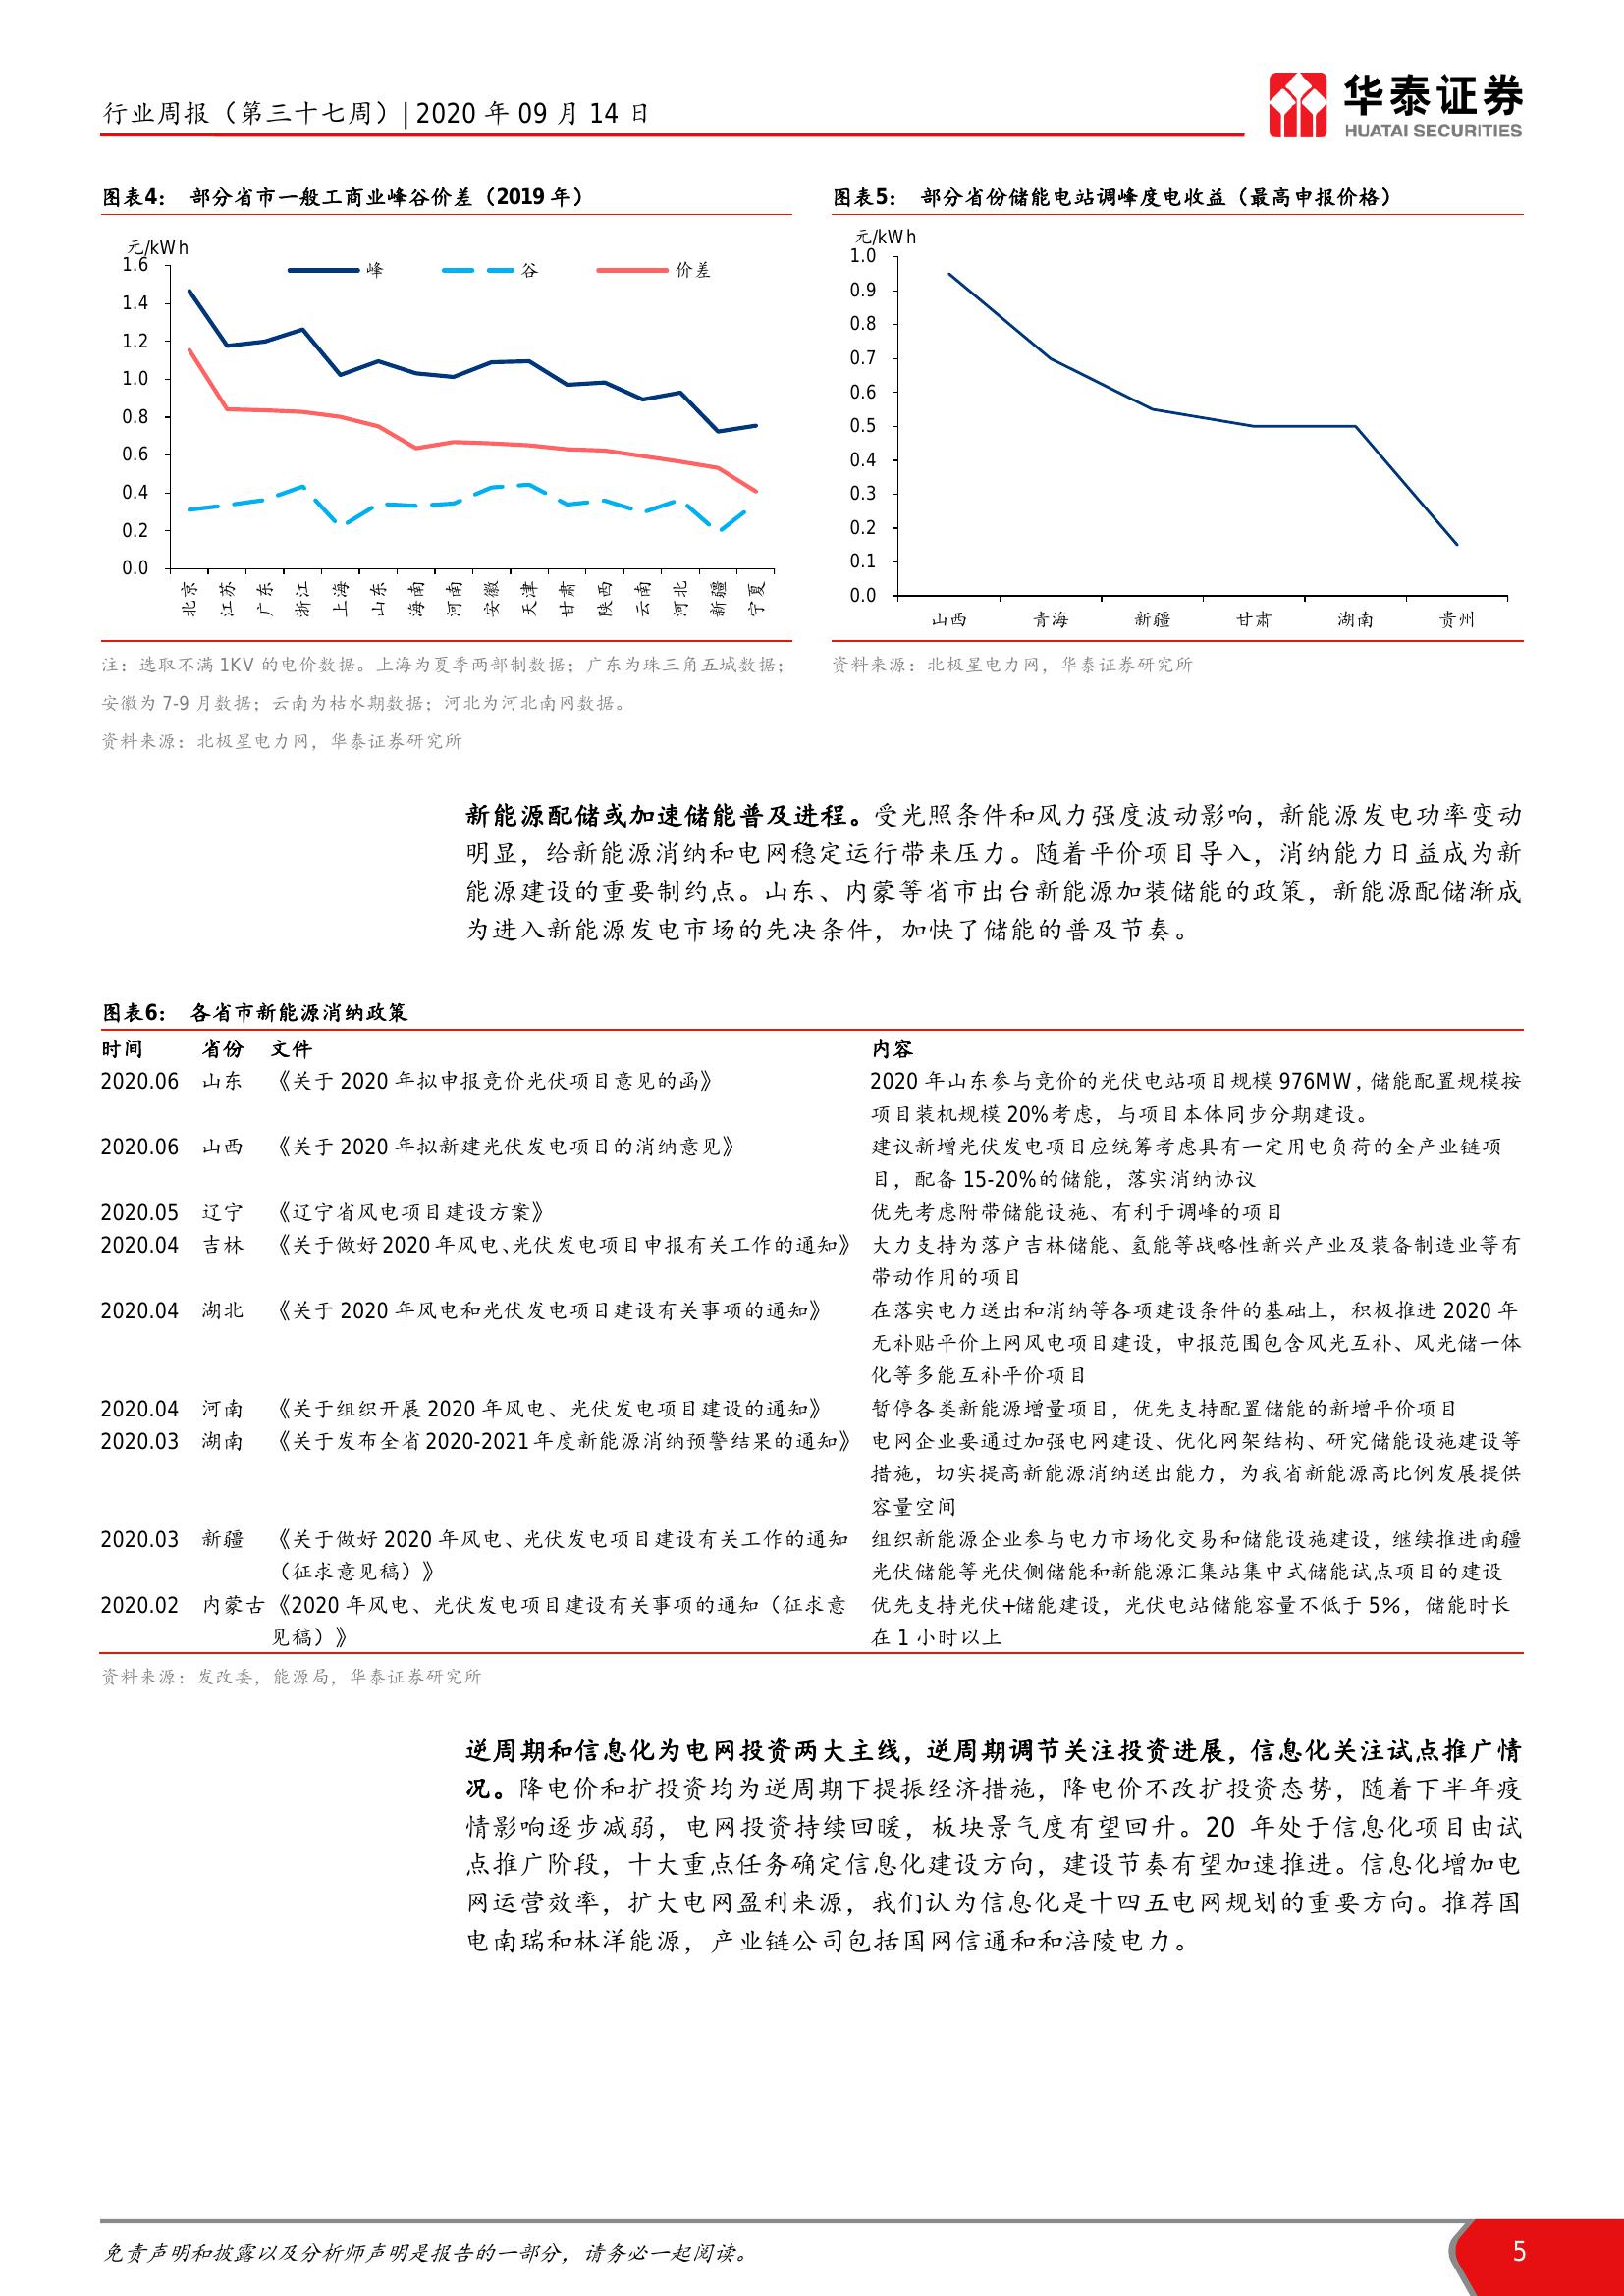 行业周报（第三十七周）| 2020 年 09 月 14 日
华泰证券
HUATAI SECURITIES
图表4： 部分省市一般工商业峰谷价差（2019 年）
元/kWh
峰 谷 价差
1.6
1.4
1.2
1.0
0.8
0.6
0.4
0.2
0.0
北京 江苏 广东 浙江 上海 山东 海南 河南 安徽 天津 甘肃 陕西 云南 河北 新疆 宁夏
注：选取不满 1KV 的电价数据。上海为夏季两部制数据；广东为珠三角五城数据；
安徽为 7-9 月数据；云南为枯水期数据；河北为河北南网数据。
资料来源：北极星电力网，华泰证券研究所
图表5： 部分省份储能电站调峰度电收益（最高申报价格）
元/kWh
1.0
0.9
0.8
0.7
0.6
0.5
0.4
0.3
0.2
0.1
0.0
山西 青海 新疆 甘肃 湖南 贵州
资料来源：北极星电力网，华泰证券研究所
新能源配储或加速储能普及进程。受光照条件和风力强度波动影响，新能源发电功率变动
明显，给新能源消纳和电网稳定运行带来压力。随着平价项目导入，消纳能力日益成为新
能源建设的重要制约点。山东、内蒙等省市出台新能源加装储能的政策，新能源配储渐成
为进入新能源发电市场的先决条件，加快了储能的普及节奏。
图表6： 各省市新能源消纳政策
时间 省份 文件 内容
2020.06 山东 《关于 2020 年拟申报竞价光伏项目意见的函》 2020 年山东参与竞价的光伏电站项目规模 976MW，储能配置规模按
项目装机规模 20%考虑，与项目本体同步分期建设。
2020.06 山西 《关于 2020 年拟新建光伏发电项目的消纳意见》 建议新增光伏发电项目应统筹考虑具有一定用电负荷的全产业链项
目，配备 15-20%的储能，落实消纳协议
2020.05 辽宁 《辽宁省风电项目建设方案》 优先考虑附带储能设施、有利于调峰的项目
2020.04 吉林 《关于做好 2020 年风电、光伏发电项目申报有关工作的通知》 大力支持为落户吉林储能、氢能等战略性新兴产业及装备制造业等有
带动作用的项目
2020.04 湖北 《关于 2020 年风电和光伏发电项目建设有关事项的通知》 在落实电力送出和消纳等各项建设条件的基础上，积极推进 2020 年
无补贴平价上网风电项目建设，申报范围包含风光互补、风光储一体
化等多能互补平价项目
2020.04 河南 《关于组织开展 2020 年风电、光伏发电项目建设的通知》 暂停各类新能源增量项目，优先支持配置储能的新增平价项目
2020.03 湖南 《关于发布全省 2020-2021 年度新能源消纳预警结果的通知》 电网企业要通过加强电网建设、优化网架结构、研究储能设施建设等
措施，切实提高新能源消纳送出能力，为我省新能源高比例发展提供
容量空间
2020.03 新疆 《关于做好 2020 年风电、光伏发电项目建设有关工作的通知 组织新能源企业参与电力市场化交易和储能设施建设，继续推进南疆
（征求意见稿）》 光伏储能等光伏侧储能和新能源汇集站集中式储能试点项目的建设
2020.02 内蒙古 《2020 年风电、光伏发电项目建设有关事项的通知（征求意 优先支持光伏+储能建设，光伏电站储能容量不低于 5%，储能时长
见稿）》 在 1 小时以上
资料来源：发改委，能源局，华泰证券研究所
逆周期和信息化为电网投资两大主线，逆周期调节关注投资进展，信息化关注试点推广情
况。降电价和扩投资均为逆周期下提振经济措施，降电价不改扩投资态势，随着下半年疫
情影响逐步减弱，电网投资持续回暖，板块景气度有望回升。20 年处于信息化项目由试
点推广阶段，十大重点任务确定信息化建设方向，建设节奏有望加速推进。信息化增加电
网运营效率，扩大电网盈利来源，我们认为信息化是十四五电网规划的重要方向。推荐国
电南瑞和林洋能源，产业链公司包括国网信通和和涪陵电力。
免责声明和披露以及分析师声明是报告的一部分，请务必一起阅读。
5